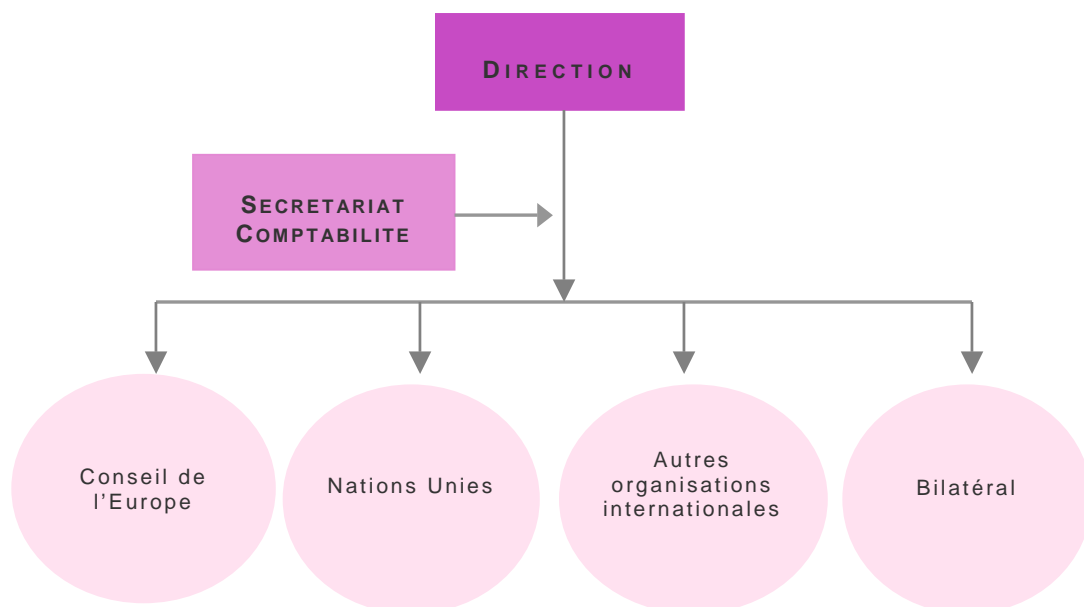 DIRECTION
SECRETARIAT
COMPTABILITE
Conseil de
l'Europe
Nations Unies
Autres
organisations
internationales
Bilatéral